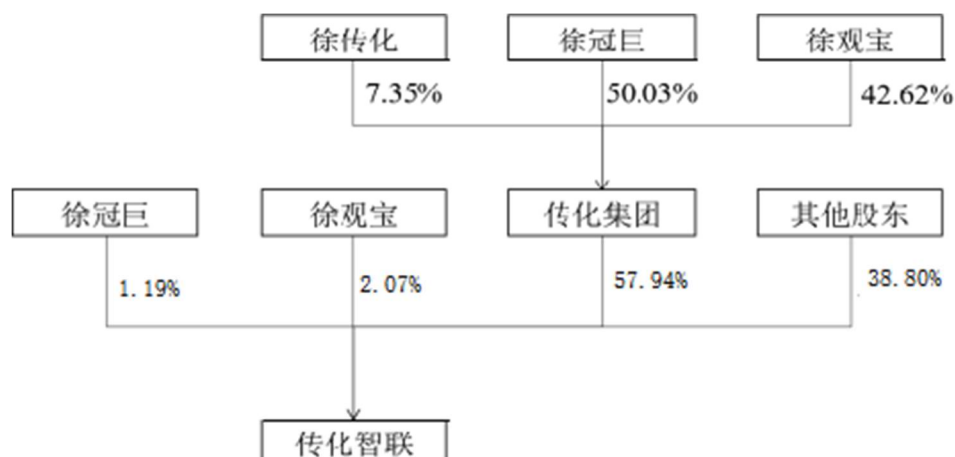 徐传化
徐冠巨
徐观宝
7.35%
50.03%
42.62%
徐冠巨
徐观宝
传化集团
其他股东
1.19%
2.07%
57.94%
38.80%
传化智联